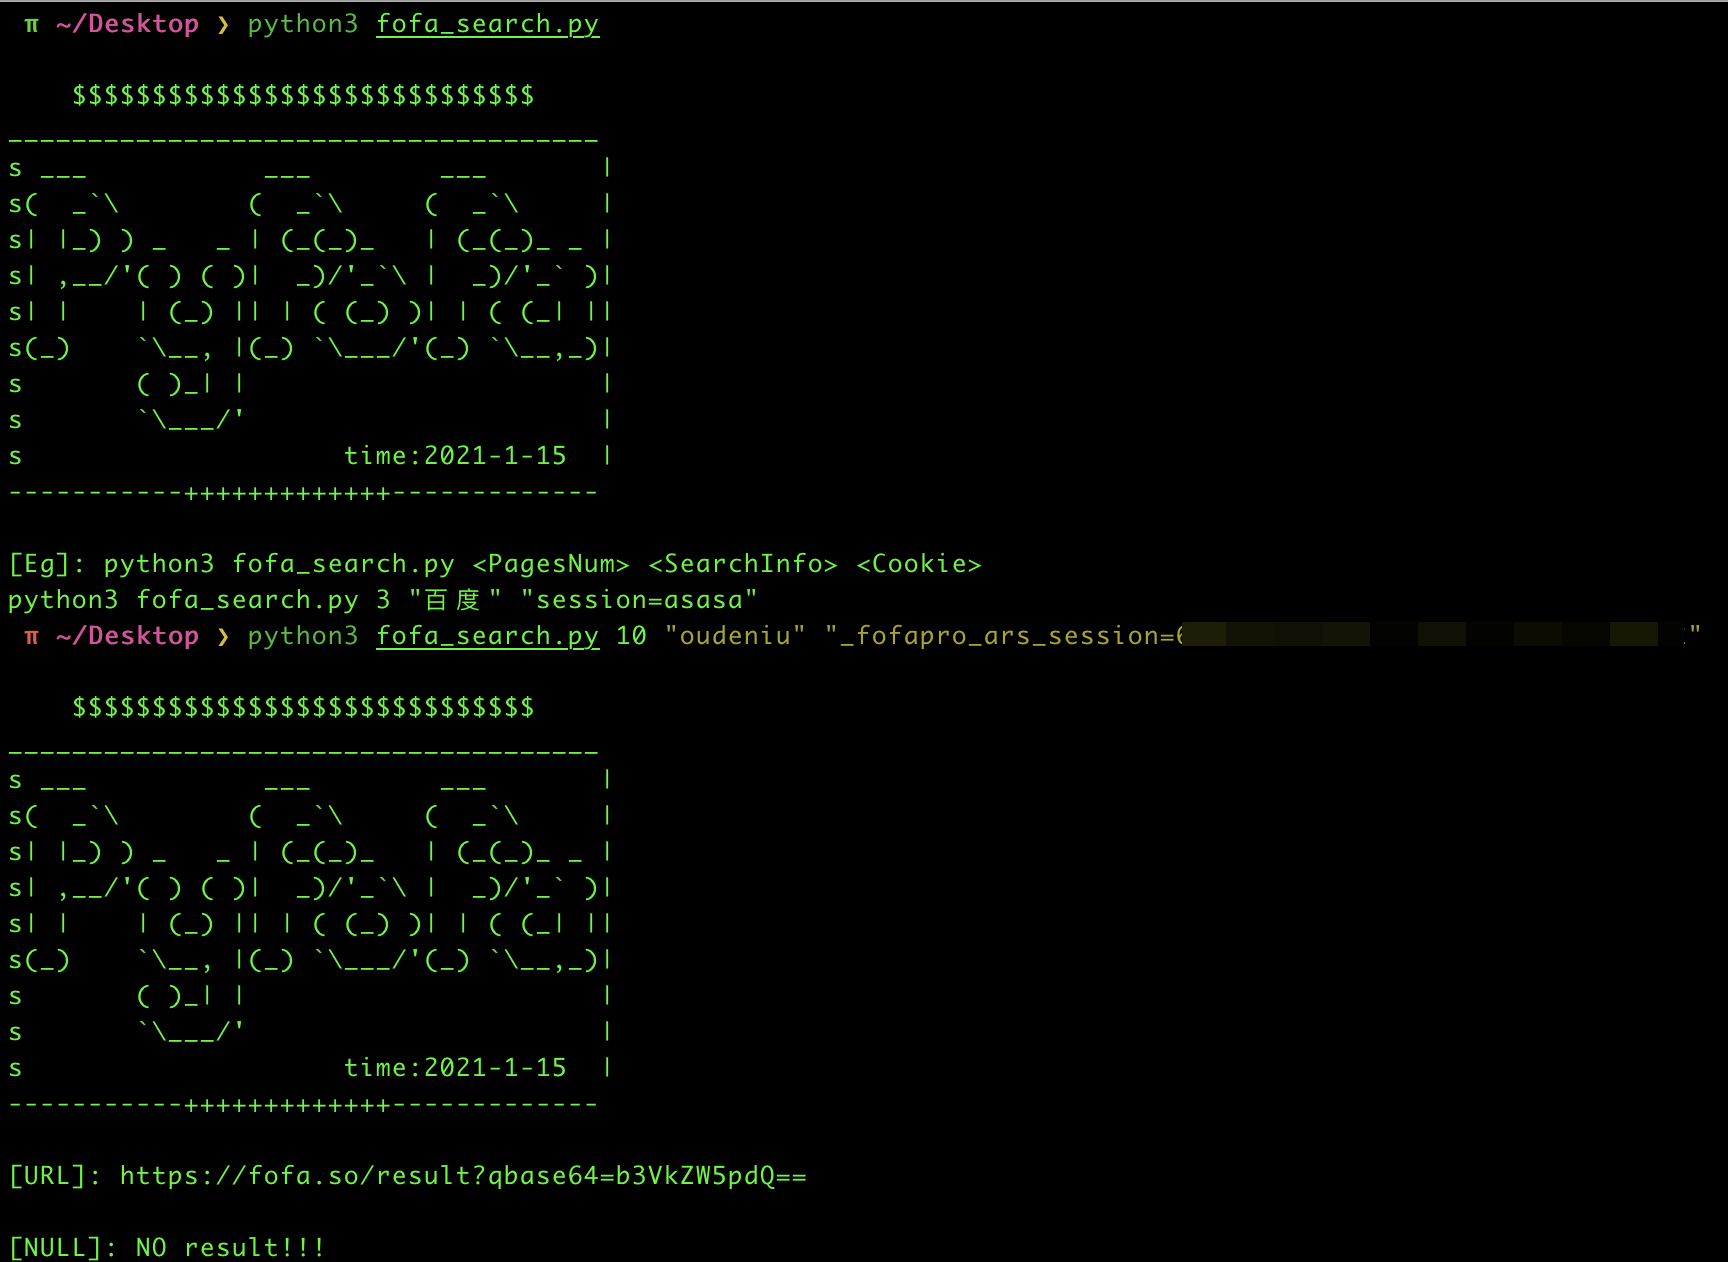 π ~/Desktop ❯ python3 fofa_search.py
    $$$$$$$$$$$$$$$$$$$$$$$$$$$$$
_____________________________________
s ___           ___        ___      |
s(  _`\        (  _`\     (  _`\     |
s| |_) ) _   _ | (_(_)_   | (_(_)_ _ |
s| ,__/'( ) ( )|  _)/'_`\ |  _)/'_` )|
s| |    | (_) || | ( (_) )| | ( (_| ||
s(_)    `\__, |(_) `\___/'(_) `\__,_)|
s       ( )_| |                      |
s       `\___/'                      |
s                    time:2021-1-15  |
-----------+++++++++++++-------------
[Eg]: python3 fofa_search.py <PagesNum> <SearchInfo> <Cookie>
python3 fofa_search.py 3 "百度" "session=asasa"
π ~/Desktop ❯ python3 fofa_search.py 10 "oudeniu" "_fofapro_ars_session=6"
    $$$$$$$$$$$$$$$$$$$$$$$$$$$$$
_____________________________________
s ___           ___        ___      |
s(  _`\        (  _`\     (  _`\     |
s| |_) ) _   _ | (_(_)_   | (_(_)_ _ |
s| ,__/'( ) ( )|  _)/'_`\ |  _)/'_` )|
s| |    | (_) || | ( (_) )| | ( (_| ||
s(_)    `\__, |(_) `\___/'(_) `\__,_)|
s       ( )_| |                      |
s       `\___/'                      |
s                    time:2021-1-15  |
-----------+++++++++++++-------------
[URL]: https://fofa.so/result?qbase64=b3VkZW5pdQ==
[NULL]: NO result!!!